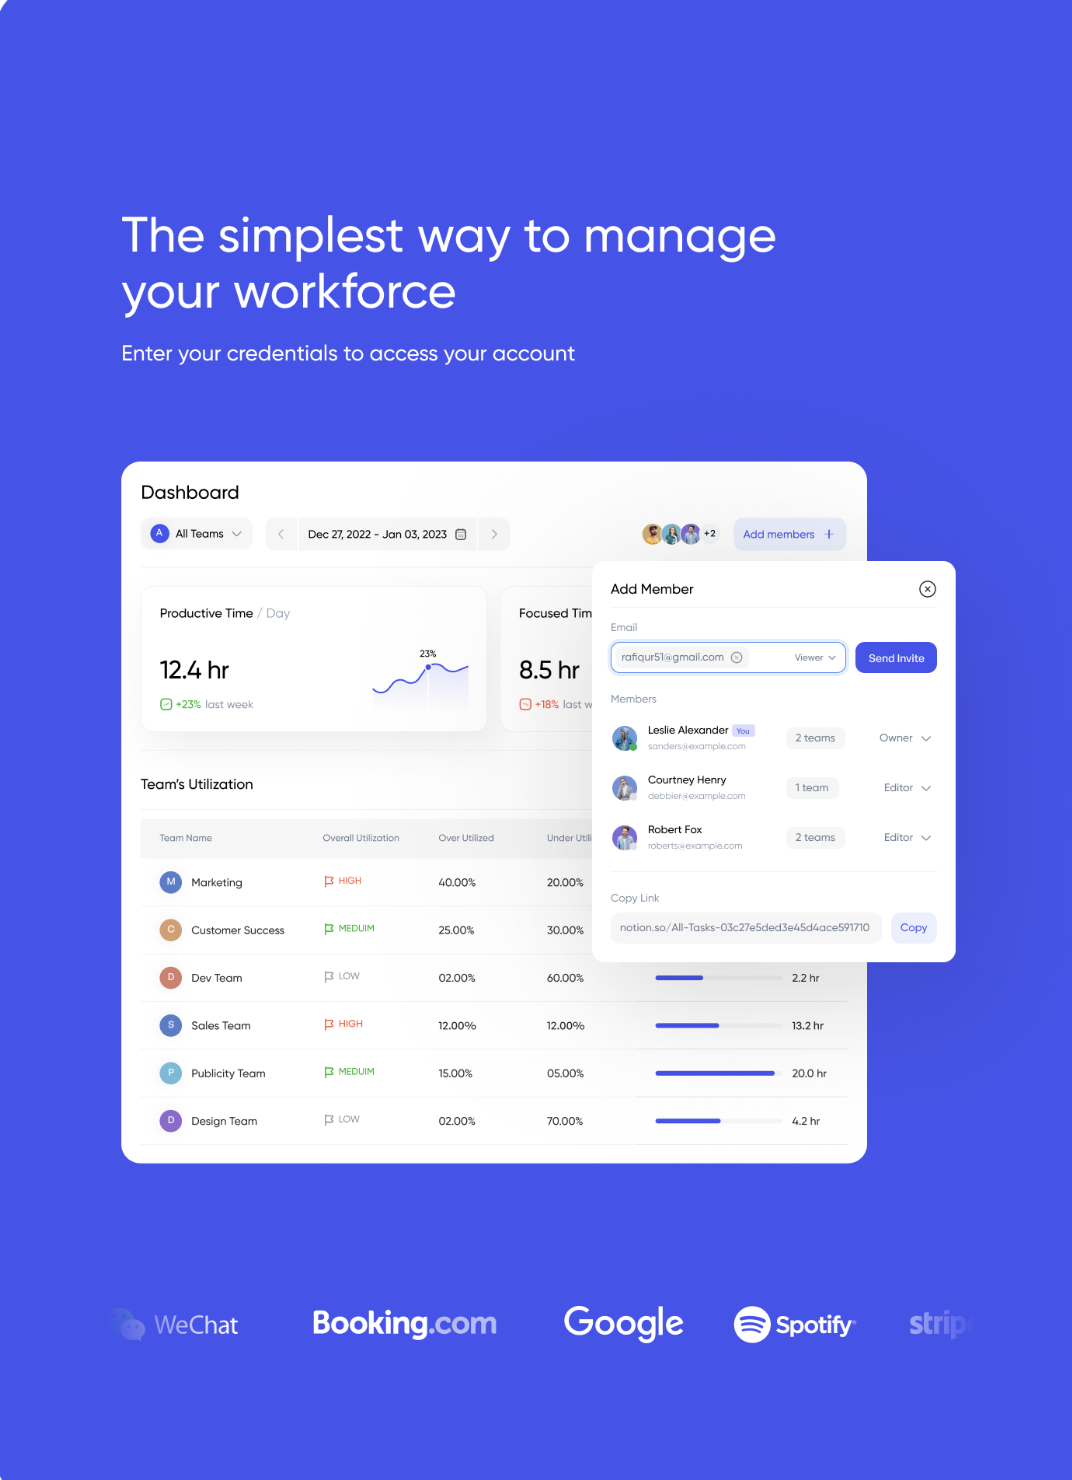 The simplest way to manage
your workforce
Enter your credentials to access your account
Dashboard
A All Teams
Dec 27, 2022 - Jan 03, 2023
+2
Add members +
Productive Time / Day
12.4 hr
+23% last week
23%
Focused Tim
8.5 hr
+18% last w
Add Member
Email
rafiqur51@gmail.com
Viewer
Send Invite
Members
Leslie Alexander You
sanders@example.com
2 teams
Owner
Courtney Henry
debbier@example.com
1 team
Editor
Robert Fox
roberts@example.com
2 teams
Editor
Copy Link
notion.so/All-Tasks-03c27e5ded3e45d4ace591710
Copy
Team's Utilization
Team Name Overall Utilization Over Utilized Under Utili
M Marketing HIGH 40.00% 20.00%
C Customer Success MEDUIM 25.00% 30.00%
D Dev Team LOW 02.00% 60.00% 2.2 hr
S Sales Team HIGH 12.00% 12.00% 13.2 hr
P Publicity Team MEDUIM 15.00% 05.00% 20.0 hr
D Design Team LOW 02.00% 70.00% 4.2 hr
WeChat Booking.com Google Spotify strip